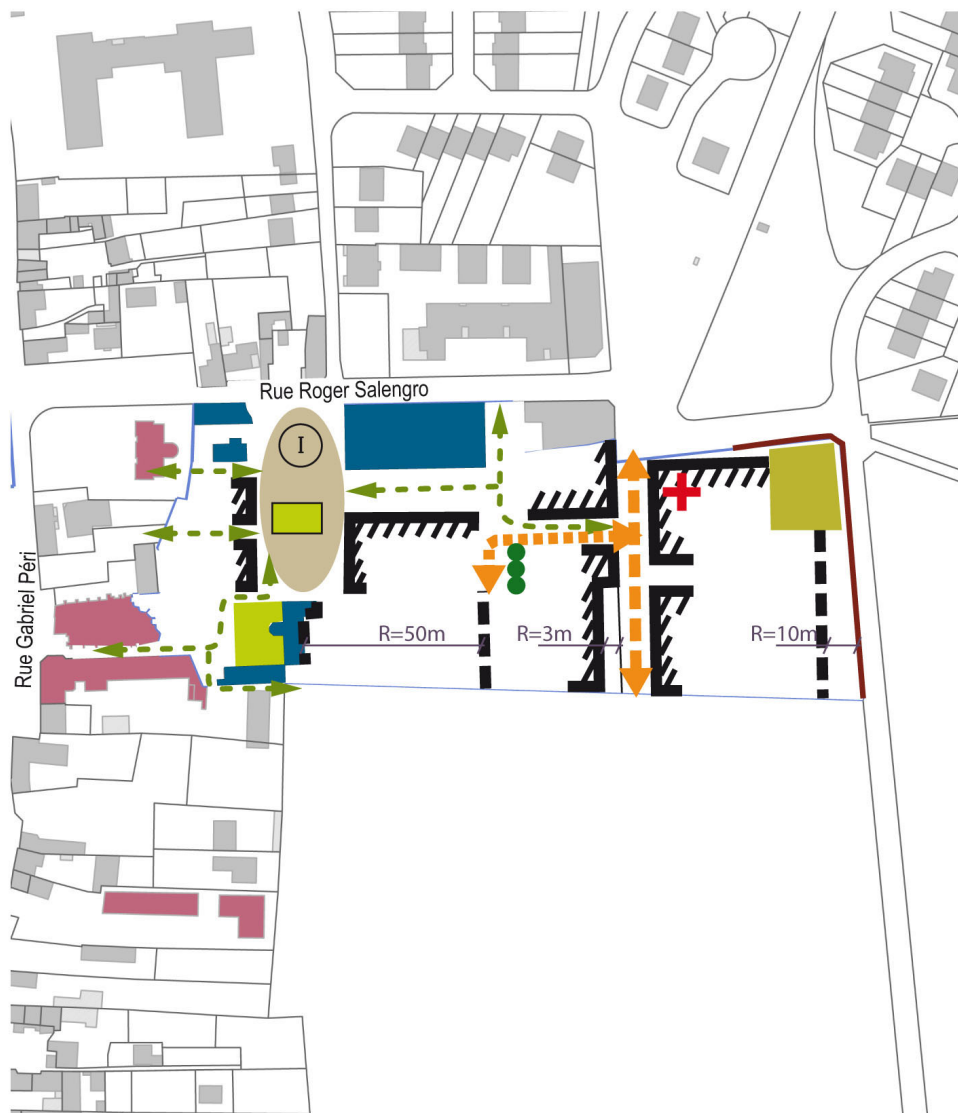 Rue Roger Salengro
I
Rue Gabriel Péri
R=50m
R=3m
R=10m